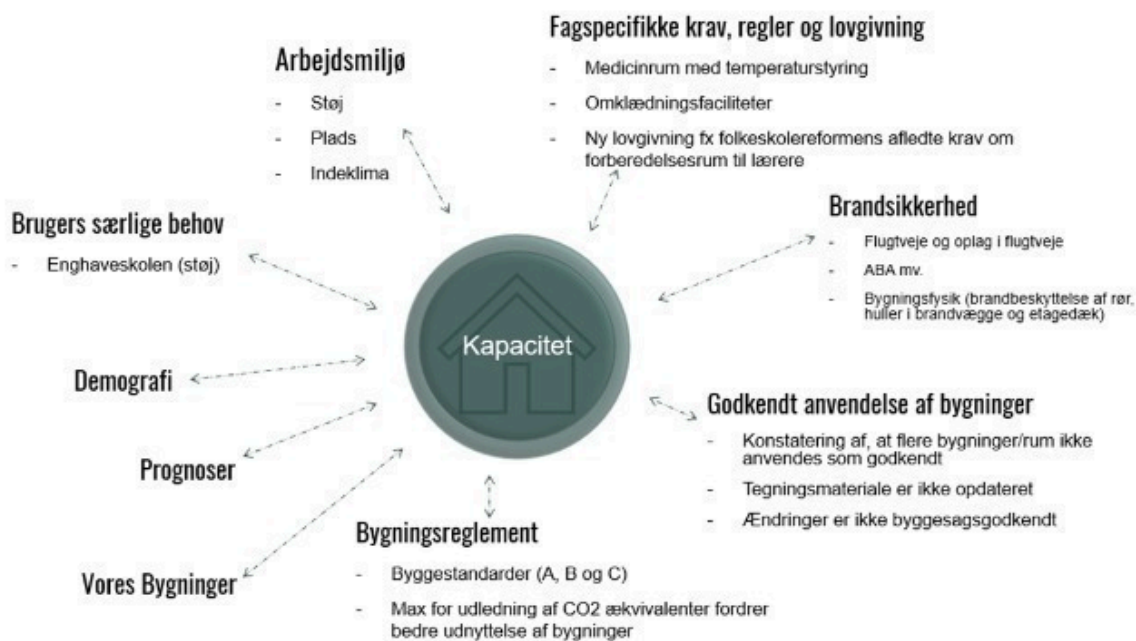 Fagspecifikke krav, regler og lovgivning
- Medicinrum med temperaturstyring
- Omklædningsfaciliteter
- Ny lovgivning fx folkeskolereformens afledte krav om
forberedelsesrum til lærere
Arbejdsmiljø
- Støj
- Plads
- Indeklima
Brugers særlige behov
- Enghaveskolen (støj)
Brandsikkerhed
- Flugtveje og oplag i flugtveje
- ABA mv.
- Bygningsfysik (brandbeskyttelse af rør,
huller i brandvægge og etagedæk)
Kapacitet
Demografi
Godkendt anvendelse af bygninger
- Konstatering af, at flere bygninger/rum ikke
anvendes som godkendt
- Tegningsmateriale er ikke opdateret
- Ændringer er ikke byggesagsgodkendt
Prognoser
Vores Bygninger
Bygningsreglement
- Byggestandarder (A, B og C)
- Max for udledning af CO2 ækvivalenter fordrer
bedre udnyttelse af bygninger